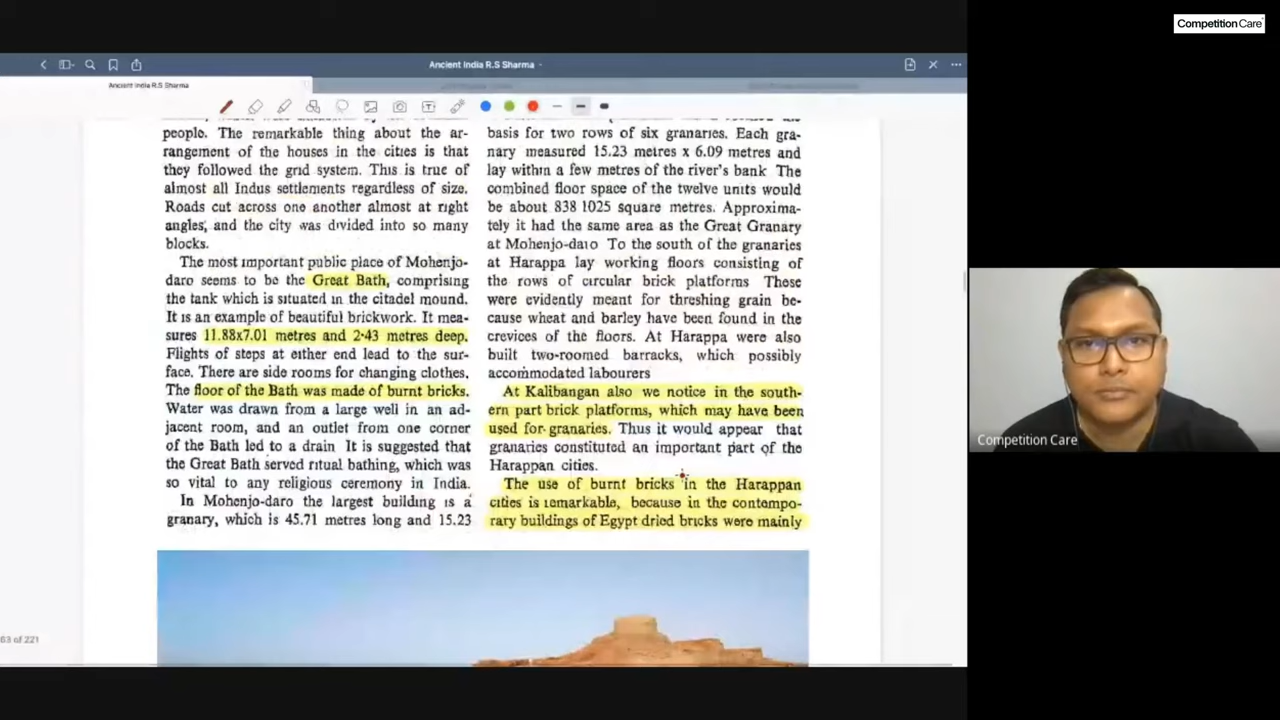 Competition Care
Ancient India R.S Sharma
Ancient India R.S Sharma
people. The remarkable thing about the ar-
rangement of the houses in the cities is that
they followed the grid system. This is true of
almost all Indus settlements regardless of size.
Roads cut across one another almost at right
angles, and the city was divided into so many
blocks.
The most important public place of Mohenjo-
daro seems to be the Great Bath, comprising
the tank which is situated in the citadel mound.
It is an example of beautiful brickwork. It mea-
sures 11.88x7.01 metres and 2·43 metres deep.
Flights of steps at either end lead to the sur-
face. There are side rooms for changing clothes.
The floor of the Bath was made of burnt bricks.
Water was drawn from a large well in an ad-
jacent room, and an outlet from one corner
of the Bath led to a drain It is suggested that
the Great Bath served ritual bathing, which was
so vital to any religious ceremony in India.
In Mohenjo-daro the largest building is a
granary, which is 45.71 metres long and 15.23
basis for two rows of six granaries. Each gra-
nary measured 15.23 metres x 6.09 metres and
lay within a few metres of the river's bank The
combined floor space of the twelve units would
be about 838 1025 square metres. Approxima-
tely it had the same area as the Great Granary
at Mohenjo-daro To the south of the granaries
at Harappa lay working floors consisting of
the rows of circular brick platforms These
were evidently meant for threshing grain be-
cause wheat and barley have been found in the
crevices of the floors. At Harappa were also
built two-roomed barracks, which possibly
accommodated labourers
At Kalibangan also we notice in the south-
ern part brick platforms, which may have been
used for granaries. Thus it would appear that
granaries constituted an important part of the
Harappan cities.
The use of burnt bricks in the Harappan
cities is remarkable, because in the contempo-
rary buildings of Egypt dried bricks were mainly
63 of 221
Competition Care